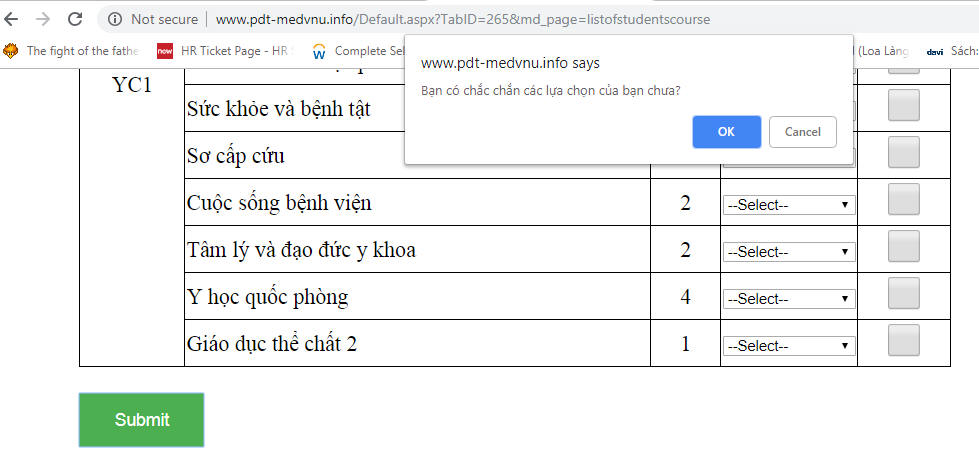 Not secure | www.pdt-medvnu.info/Default.aspx?TabID=265&md_page=listofstudentscourse
The fight of the fathe
now HR Ticket Page - HR
Complete Sel
(Loa Làng
davi Sách:
www.pdt-medvnu.info says
Bạn có chắc chắn các lựa chọn của bạn chưa?
OK Cancel
YC1
Sức khỏe và bệnh tật
Sơ cấp cứu
Cuộc sống bệnh viện 2 --Select--
Tâm lý và đạo đức y khoa 2 --Select--
Y học quốc phòng 4 --Select--
Giáo dục thể chất 2 1 --Select--
Submit